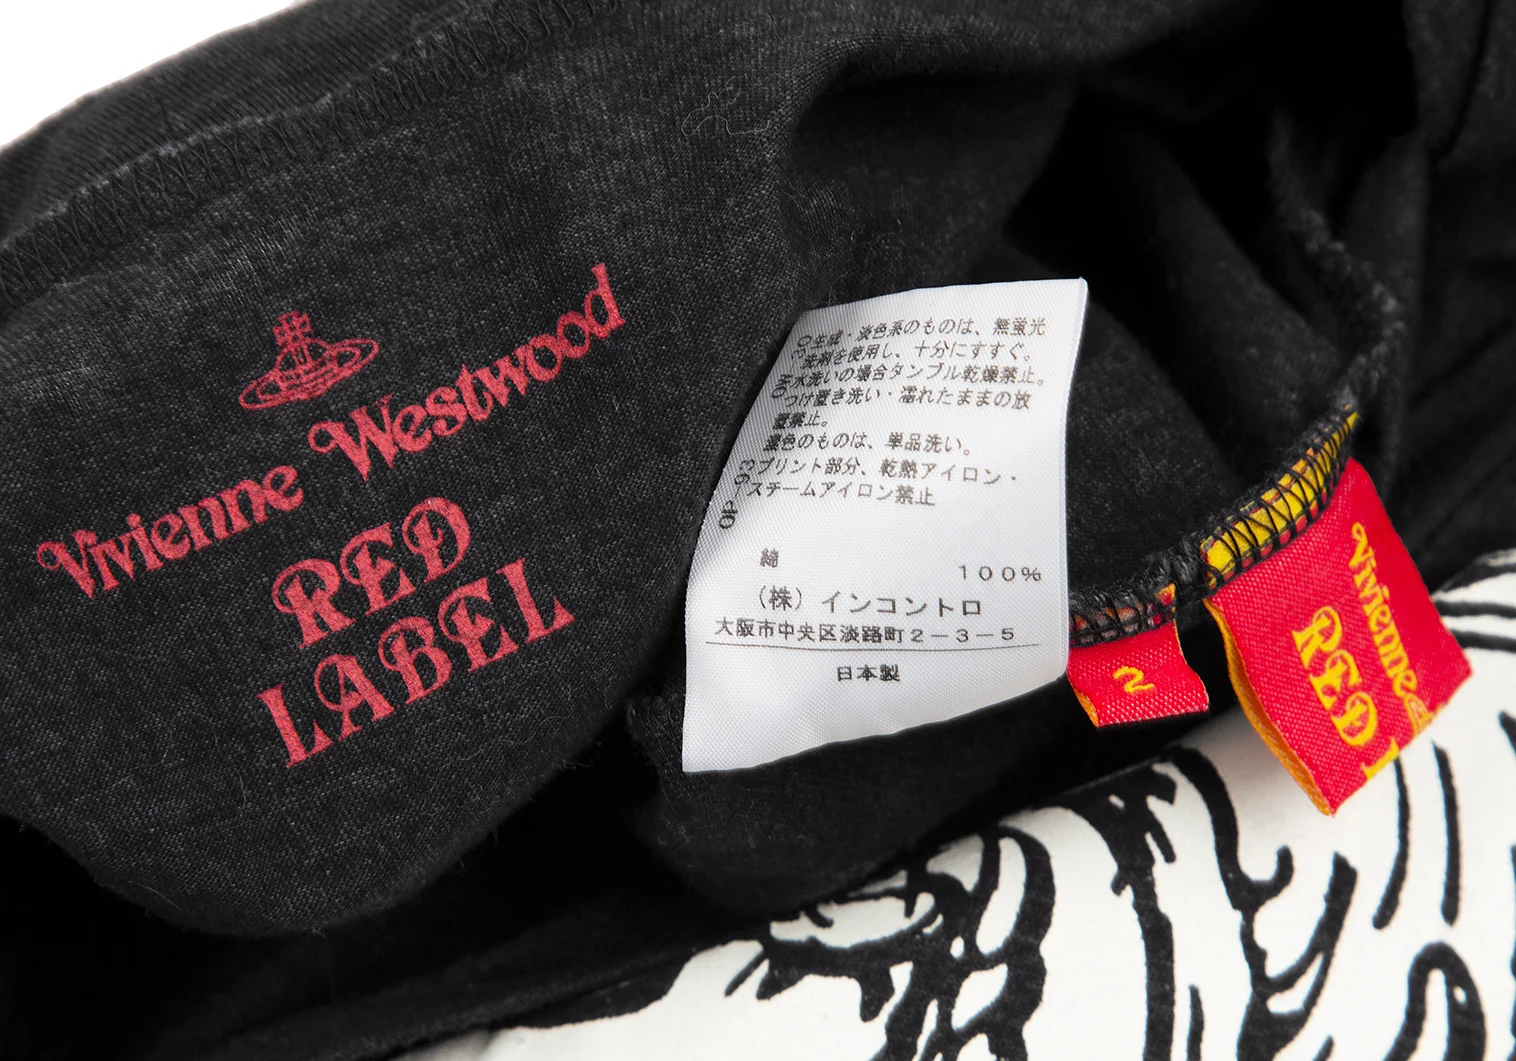 Vivienne Westwood
RED
LABEL
生成・淡色系のものは、無蛍光
洗剤を使用し、十分にすすぐ。
水洗いの場合タンブル乾燥禁止。
つけ置き洗い・濡れたままの放
置禁止。
濃色のものは、単品洗い。
プリント部分、乾熱アイロン・
スチームアイロン禁止
綿
100%
（株）インコントロ
大阪市中央区淡路町2－3－5
日本製
2
Vivienne
RED